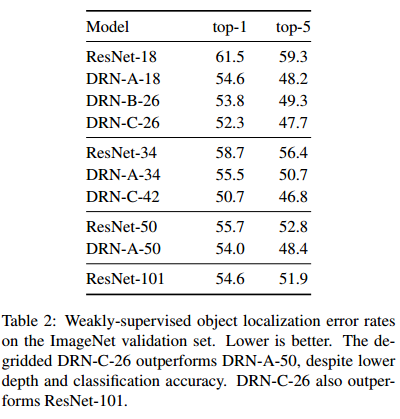 Model top-1 top-5
ResNet-18 61.5 59.3
DRN-A-18 54.6 48.2
DRN-B-26 53.8 49.3
DRN-C-26 52.3 47.7
ResNet-34 58.7 56.4
DRN-A-34 55.5 50.7
DRN-C-42 50.7 46.8
ResNet-50 55.7 52.8
DRN-A-50 54.0 48.4
ResNet-101 54.6 51.9
Table 2: Weakly-supervised object localization error rates
on the ImageNet validation set. Lower is better. The de-
gridded DRN-C-26 outperforms DRN-A-50, despite lower
depth and classification accuracy. DRN-C-26 also outper-
forms ResNet-101.